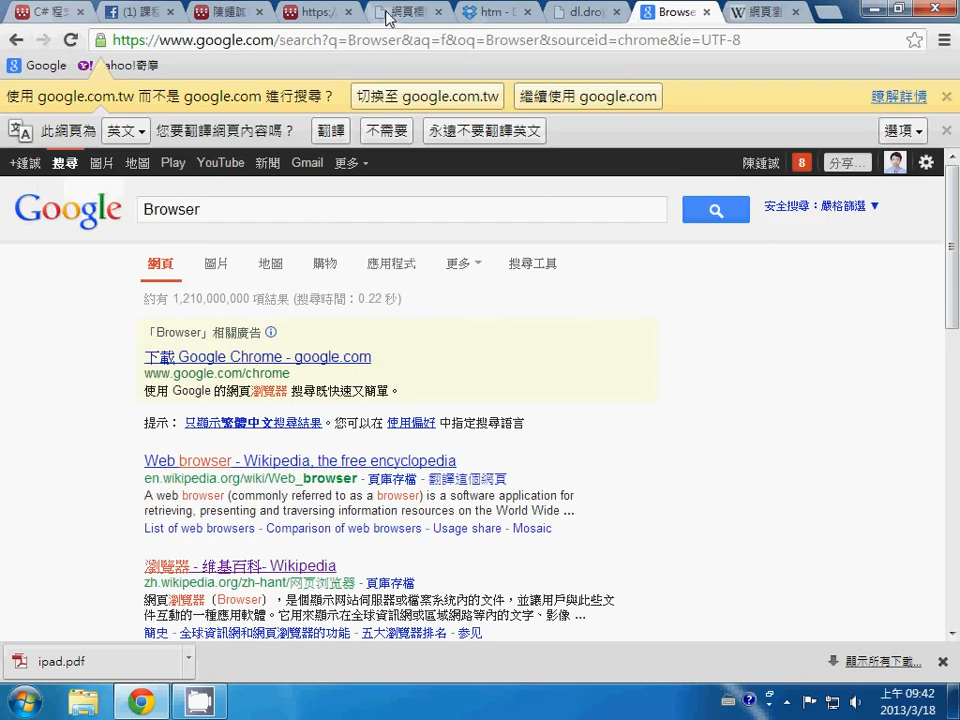 C# 程式
(1) 課程
陳鍾誠
https:/
網頁標
htm - D
dl.drop
Browse
網頁瀏
https://www.google.com/search?q=Browser&aq=f&oq=Browser&sourceid=chrome&ie=UTF-8
Google Yahoo!奇摩
使用 google.com.tw 而不是 google.com 進行搜尋？ 切換至 google.com.tw 繼續使用 google.com 瞭解詳情
此網頁為 英文 您要翻譯網頁內容嗎？ 翻譯 不需要 永遠不要翻譯英文 選項
+鍾誠 搜尋 圖片 地圖 Play YouTube 新聞 Gmail 更多 陳鍾誠 8 分享...
Google Browser 安全搜尋：嚴格篩選 ▼
網頁 圖片 地圖 購物 應用程式 更多 搜尋工具
約有 1,210,000,000 項結果 (搜尋時間：0.22 秒)
「Browser」相關廣告
下載 Google Chrome - google.com
www.google.com/chrome
使用 Google 的網頁瀏覽器 搜尋既快速又簡單。
提示： 只顯示繁體中文搜尋結果。您可以在 使用偏好 中指定搜尋語言
Web browser - Wikipedia, the free encyclopedia
en.wikipedia.org/wiki/Web_browser - 頁庫存檔 - 翻譯這個網頁
A web browser (commonly referred to as a browser) is a software application for
retrieving, presenting and traversing information resources on the World Wide ...
List of web browsers - Comparison of web browsers - Usage share - Mosaic
瀏覽器 - 维基百科- Wikipedia
zh.wikipedia.org/zh-hant/网页浏览器 - 頁庫存檔
網頁瀏覽器（Browser），是個顯示网站伺服器或檔案系統內的文件，並讓用戶與此些文
件互動的一種應用軟體。它用來顯示在全球資訊網或區域網路等內的文字、影像 ...
簡史 - 全球資訊網和網頁瀏覽器的功能 - 五大瀏覽器排名 - 参见
ipad.pdf 顯示所有下載...
上午 09:42
2013/3/18